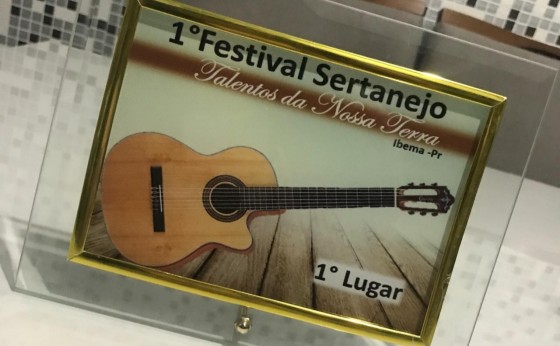 1°Festival Sertanejo
Talentos da Nossa Terra
Ibema -Pr
1° Lugar